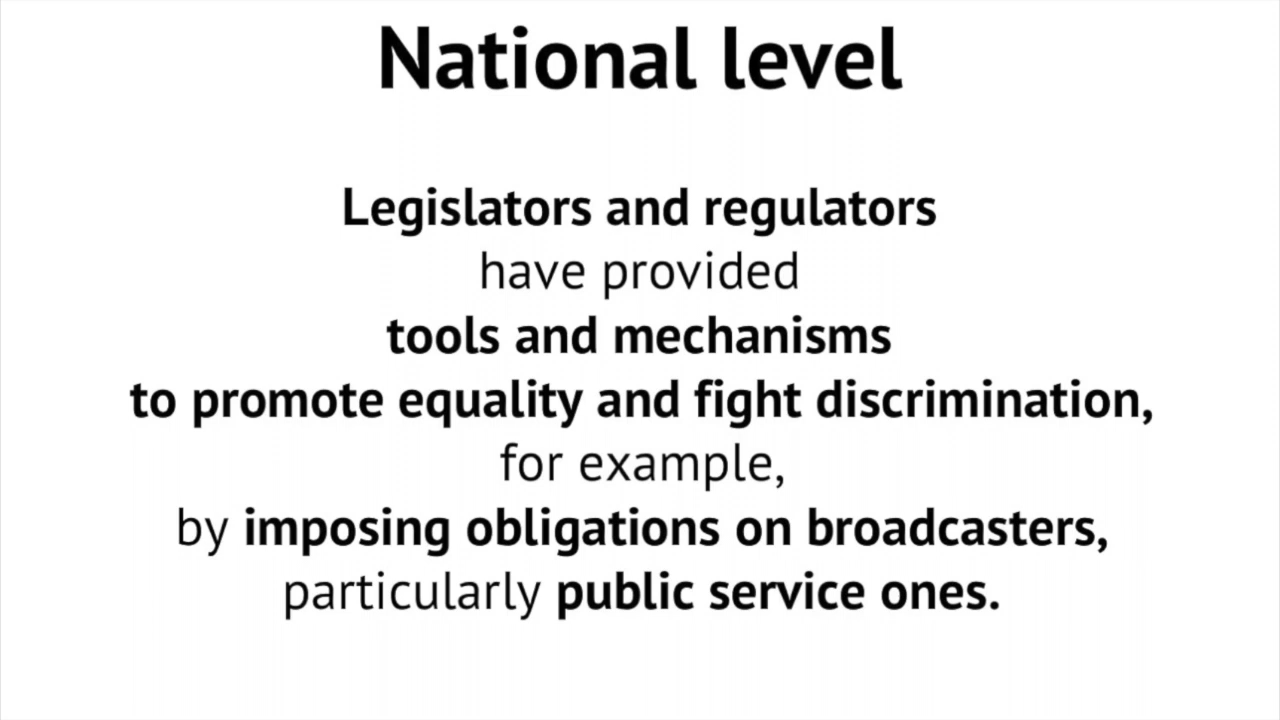 National level
Legislators and regulators
have provided
tools and mechanisms
to promote equality and fight discrimination,
for example,
by imposing obligations on broadcasters,
particularly public service ones.